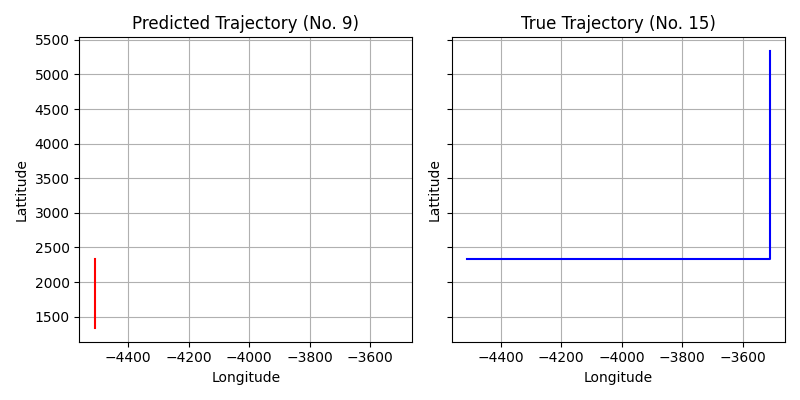 Predicted Trajectory (No. 9)
True Trajectory (No. 15)
5500
5000
4500
4000
3500
3000
2500
2000
1500
Lattitude
Lattitude
−4400 −4200 −4000 −3800 −3600
−4400 −4200 −4000 −3800 −3600
Longitude
Longitude